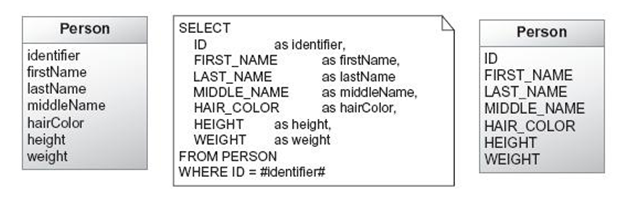 Person
identifier
firstName
lastName
middleName
hairColor
height
weight
SELECT
ID as identifier,
FIRST_NAME as firstName,
LAST_NAME as lastName
MIDDLE_NAME as middleName,
HAIR_COLOR as hairColor,
HEIGHT as height,
WEIGHT as weight
FROM PERSON
WHERE ID = #identifier#
Person
ID
FIRST_NAME
LAST_NAME
MIDDLE_NAME
HAIR_COLOR
HEIGHT
WEIGHT